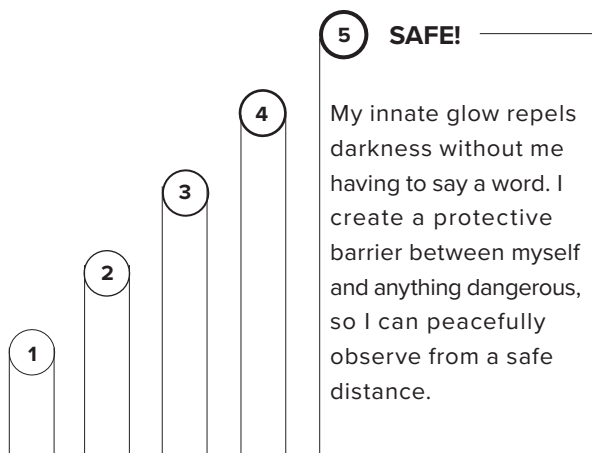 5 SAFE!
4
3
2
1
My innate glow repels
darkness without me
having to say a word. I
create a protective
barrier between myself
and anything dangerous,
so I can peacefully
observe from a safe
distance.